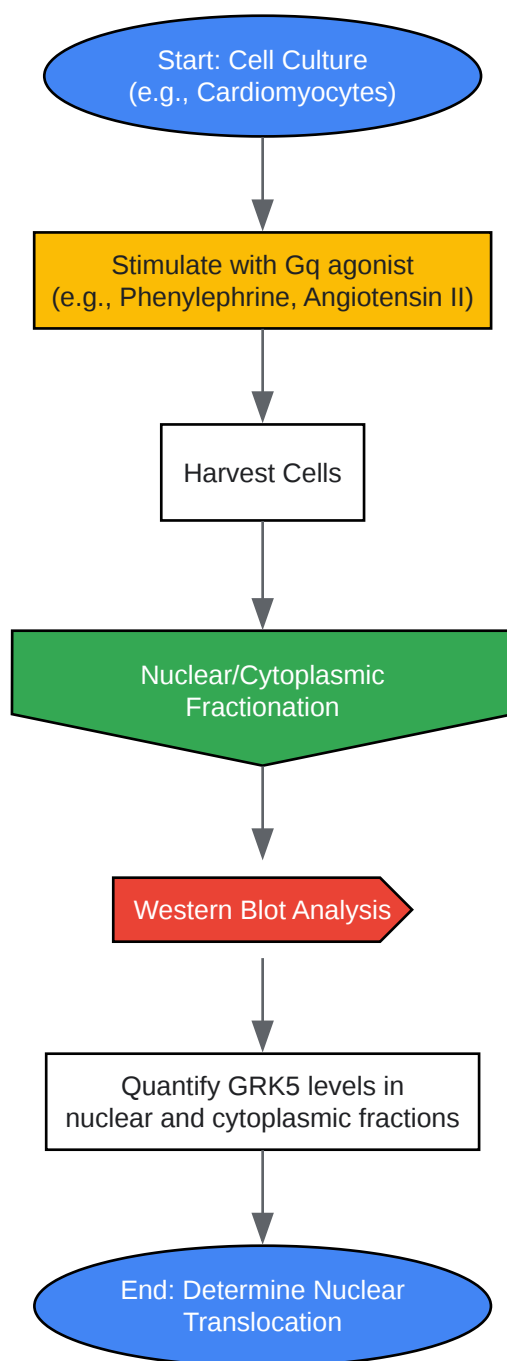 Start: Cell Culture
(e.g., Cardiomyocytes)
Stimulate with Gq agonist
(e.g., Phenylephrine, Angiotensin II)
Harvest Cells
Nuclear/Cytoplasmic
Fractionation
Western Blot Analysis
Quantify GRK5 levels in
nuclear and cytoplasmic fractions
End: Determine Nuclear
Translocation